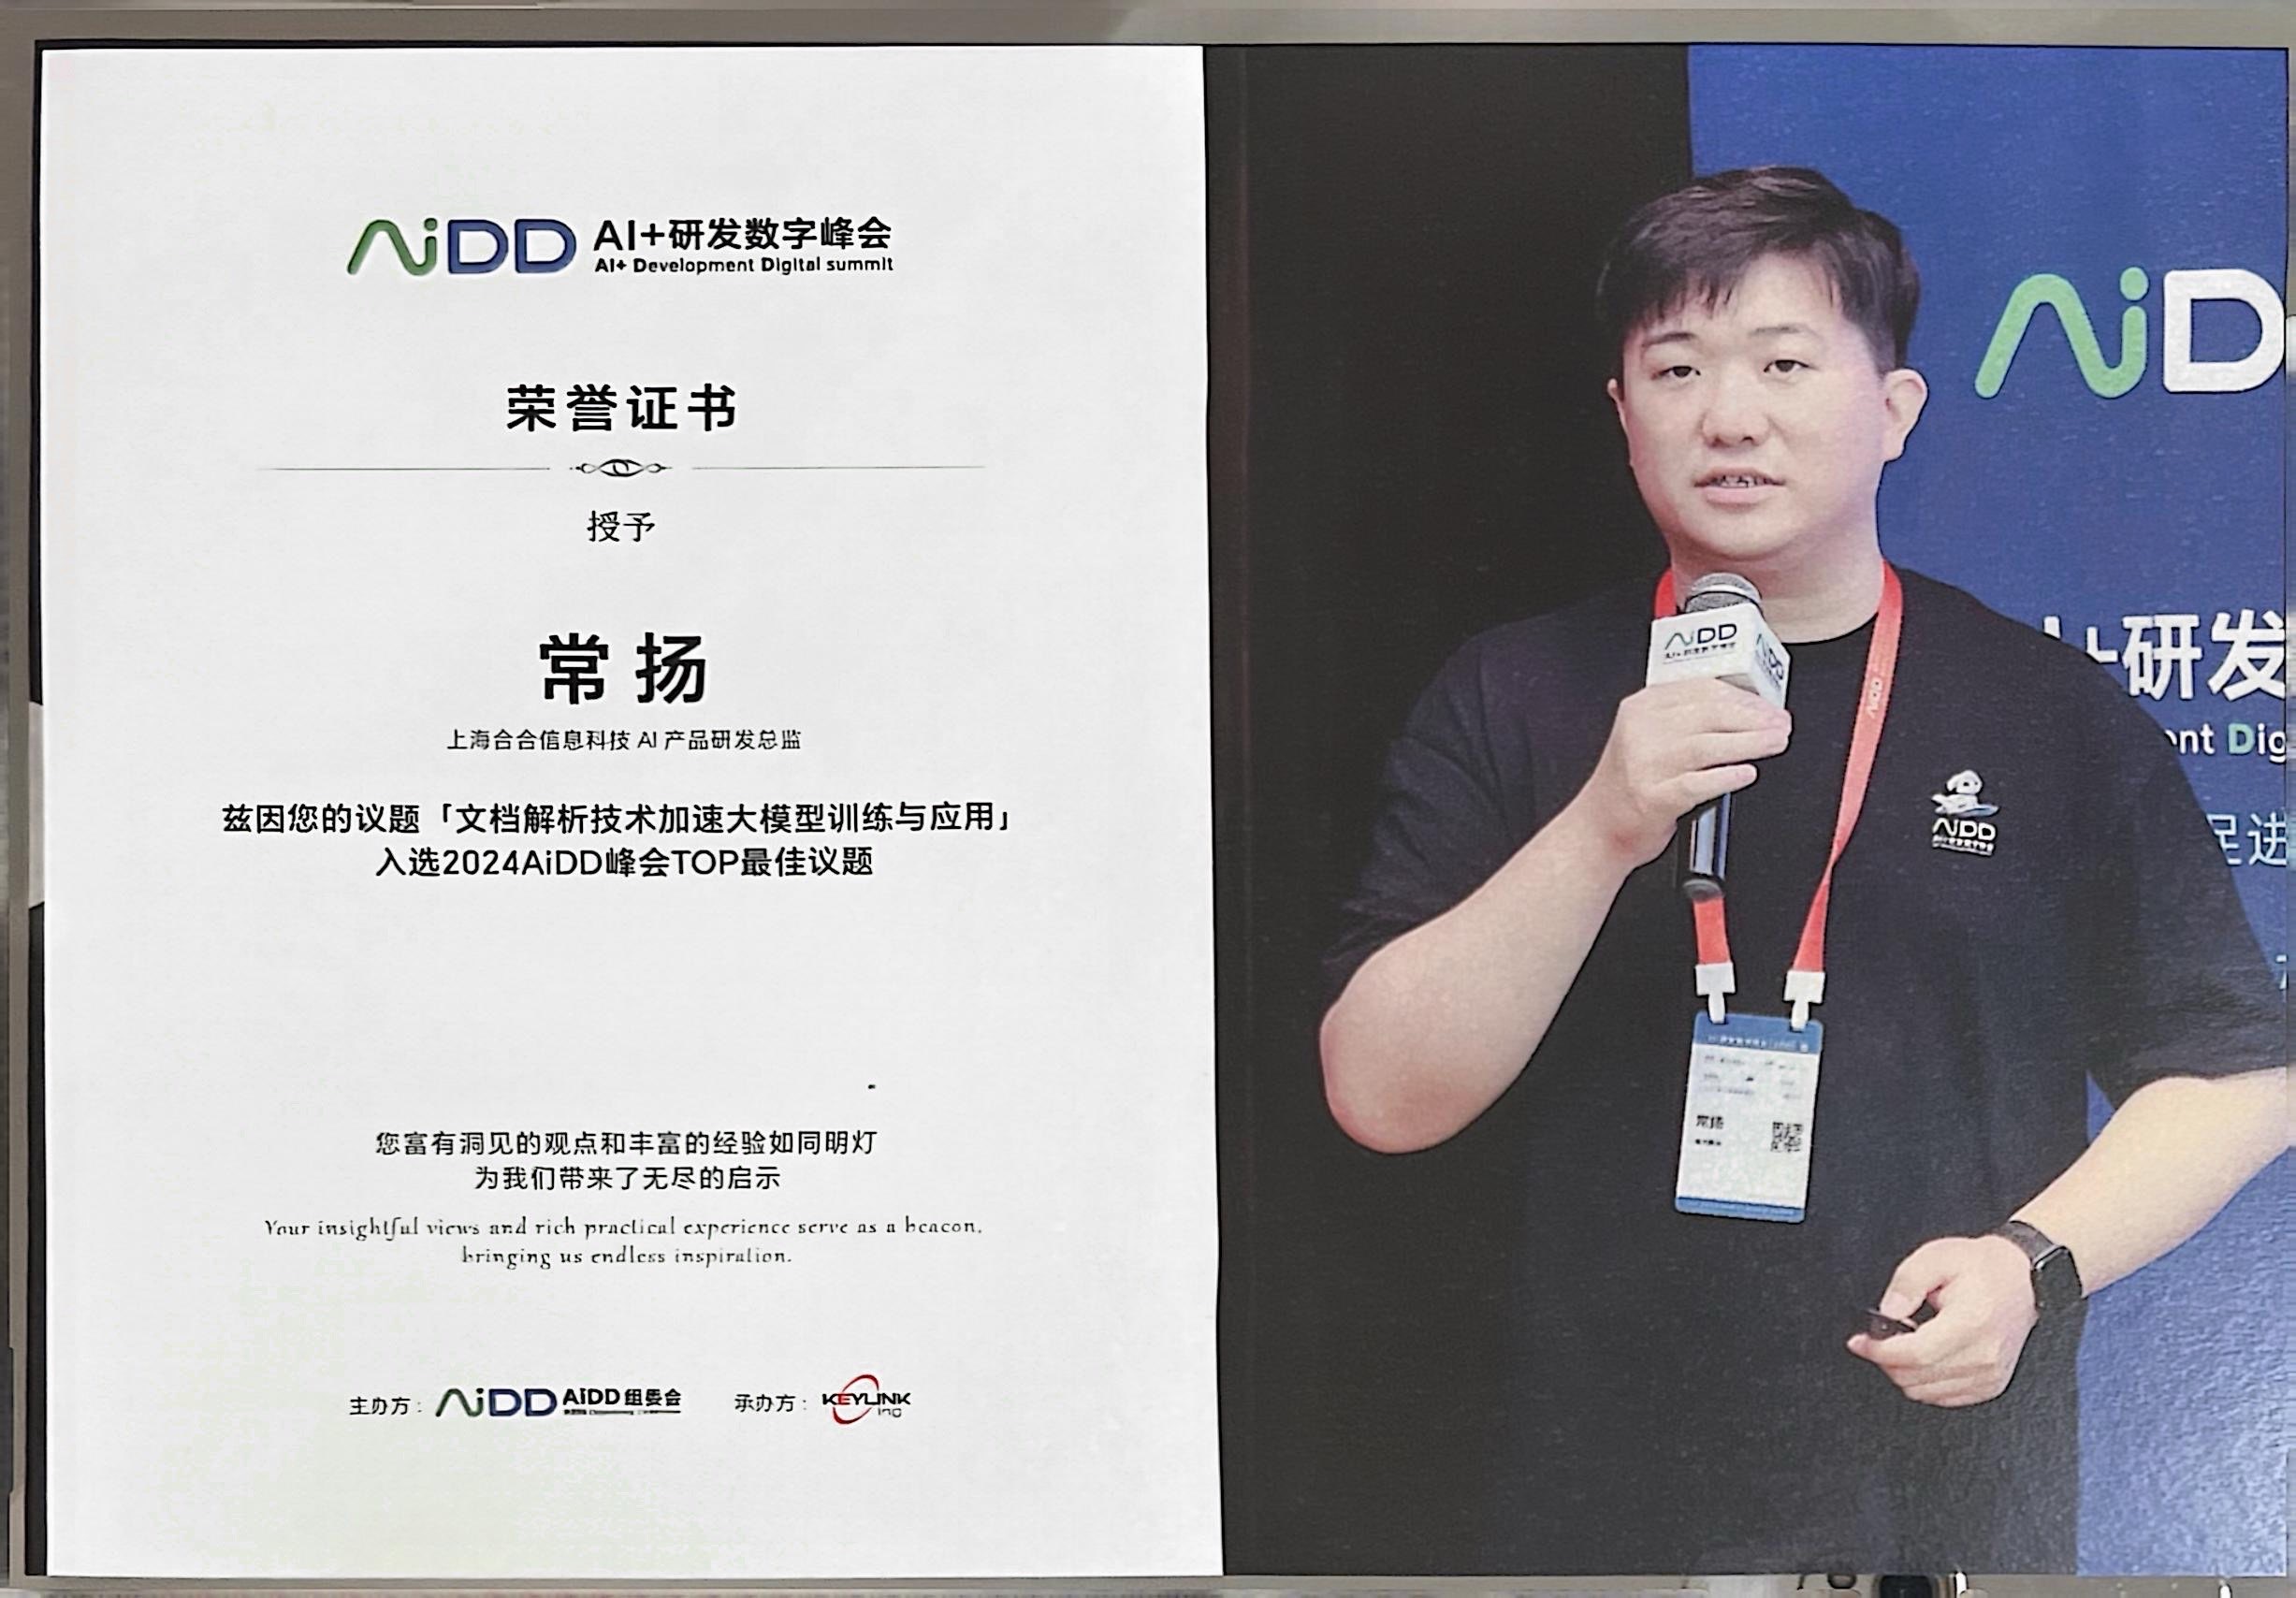 AiDD AI+研发数字峰会
AI+ Development Digital summit
荣誉证书
授予
常扬
上海合合信息科技 AI 产品研发总监
兹因您的议题「文档解析技术加速大模型训练与应用」
入选2024AiDD峰会TOP最佳议题
您富有洞见的观点和丰富的经验如同明灯
为我们带来了无尽的启示
Your insightful views and rich practical experience serve as a beacon,
bringing us endless inspiration.
主办方： AiDD AiDD组委会 承办方： KEYLINK inc
AiD
+研发
nt Dig
足进
AiDD
AiDD
AiDD
常扬